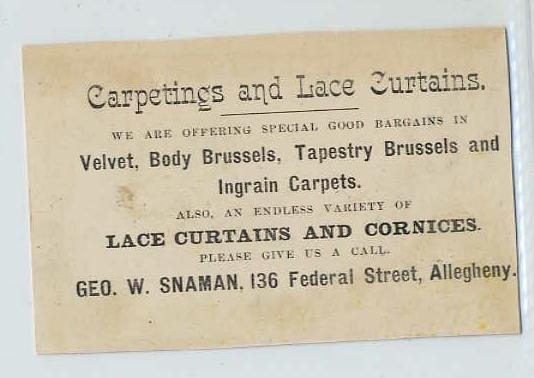 Carpetings and Lace Curtains.
WE ARE OFFERING SPECIAL GOOD BARGAINS IN
Velvet, Body Brussels, Tapestry Brussels and
Ingrain Carpets.
ALSO, AN ENDLESS VARIETY OF
LACE CURTAINS AND CORNICES.
PLEASE GIVE US A CALL.
GEO. W. SNAMAN, 136 Federal Street, Allegheny.